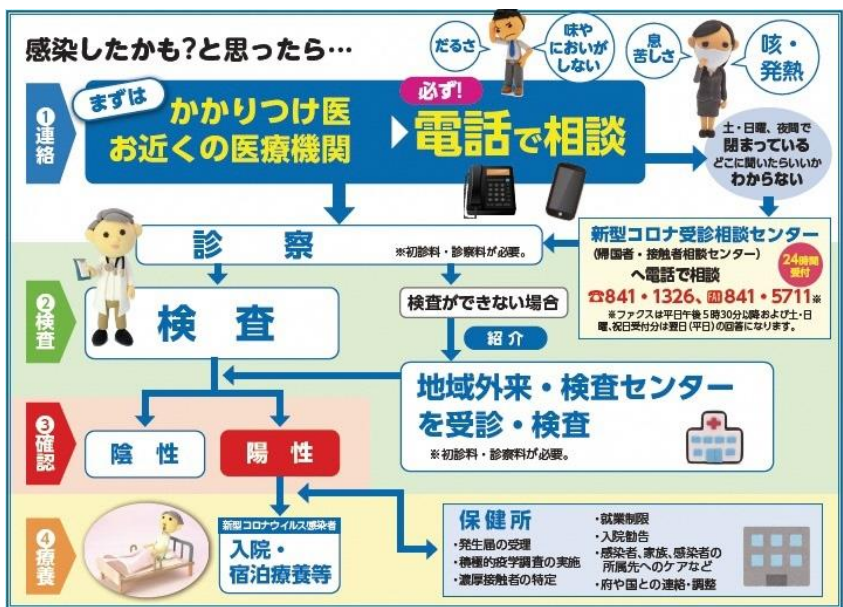 感染したかも?と思ったら…
だるさ
味や
においが
しない
息
苦しさ
咳・
発熱
①連絡
まずは
かかりつけ医
お近くの医療機関
必ず!
電話で相談
土・日曜、夜間で
閉まっている
どこに聞いたらいいか
わからない
新型コロナ受診相談センター
(帰国者・接触者相談センター)
へ電話で相談
24時間
受付
☎841・1326、FAX841・5711※
※ファクスは平日午後5時30分以降および土・日
曜、祝日受付分は翌日(平日)の回答になります。
診察
※初診料・診察料が必要。
②検査
検査
検査ができない場合
紹介
地域外来・検査センター
を受診・検査
※初診料・診察料が必要。
③確認
陰性
陽性
④療養
新型コロナウイルス感染者
入院・
宿泊療養等
保健所
・発生届の受理
・積極的疫学調査の実施
・濃厚接触者の特定
・就業制限
・入院勧告
・感染者、家族、感染者の
所属先へのケアなど
・府や国との連絡・調整